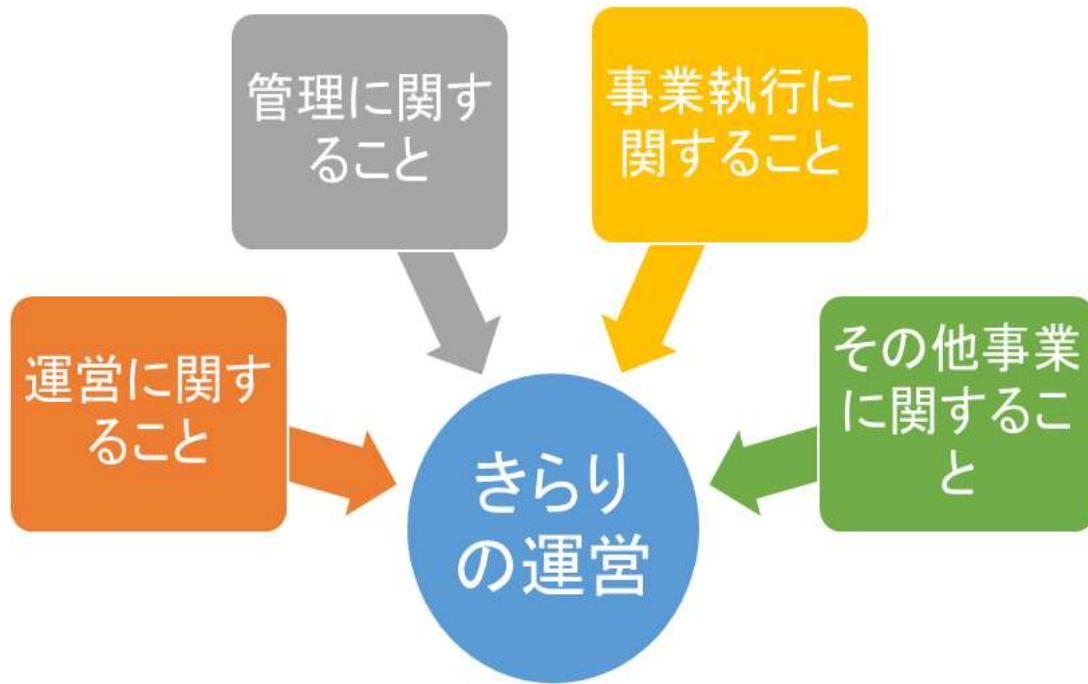 管理に関す
ること
事業執行に
関すること
運営に関す
ること
その他事業
に関するこ
と
きらり
の運営